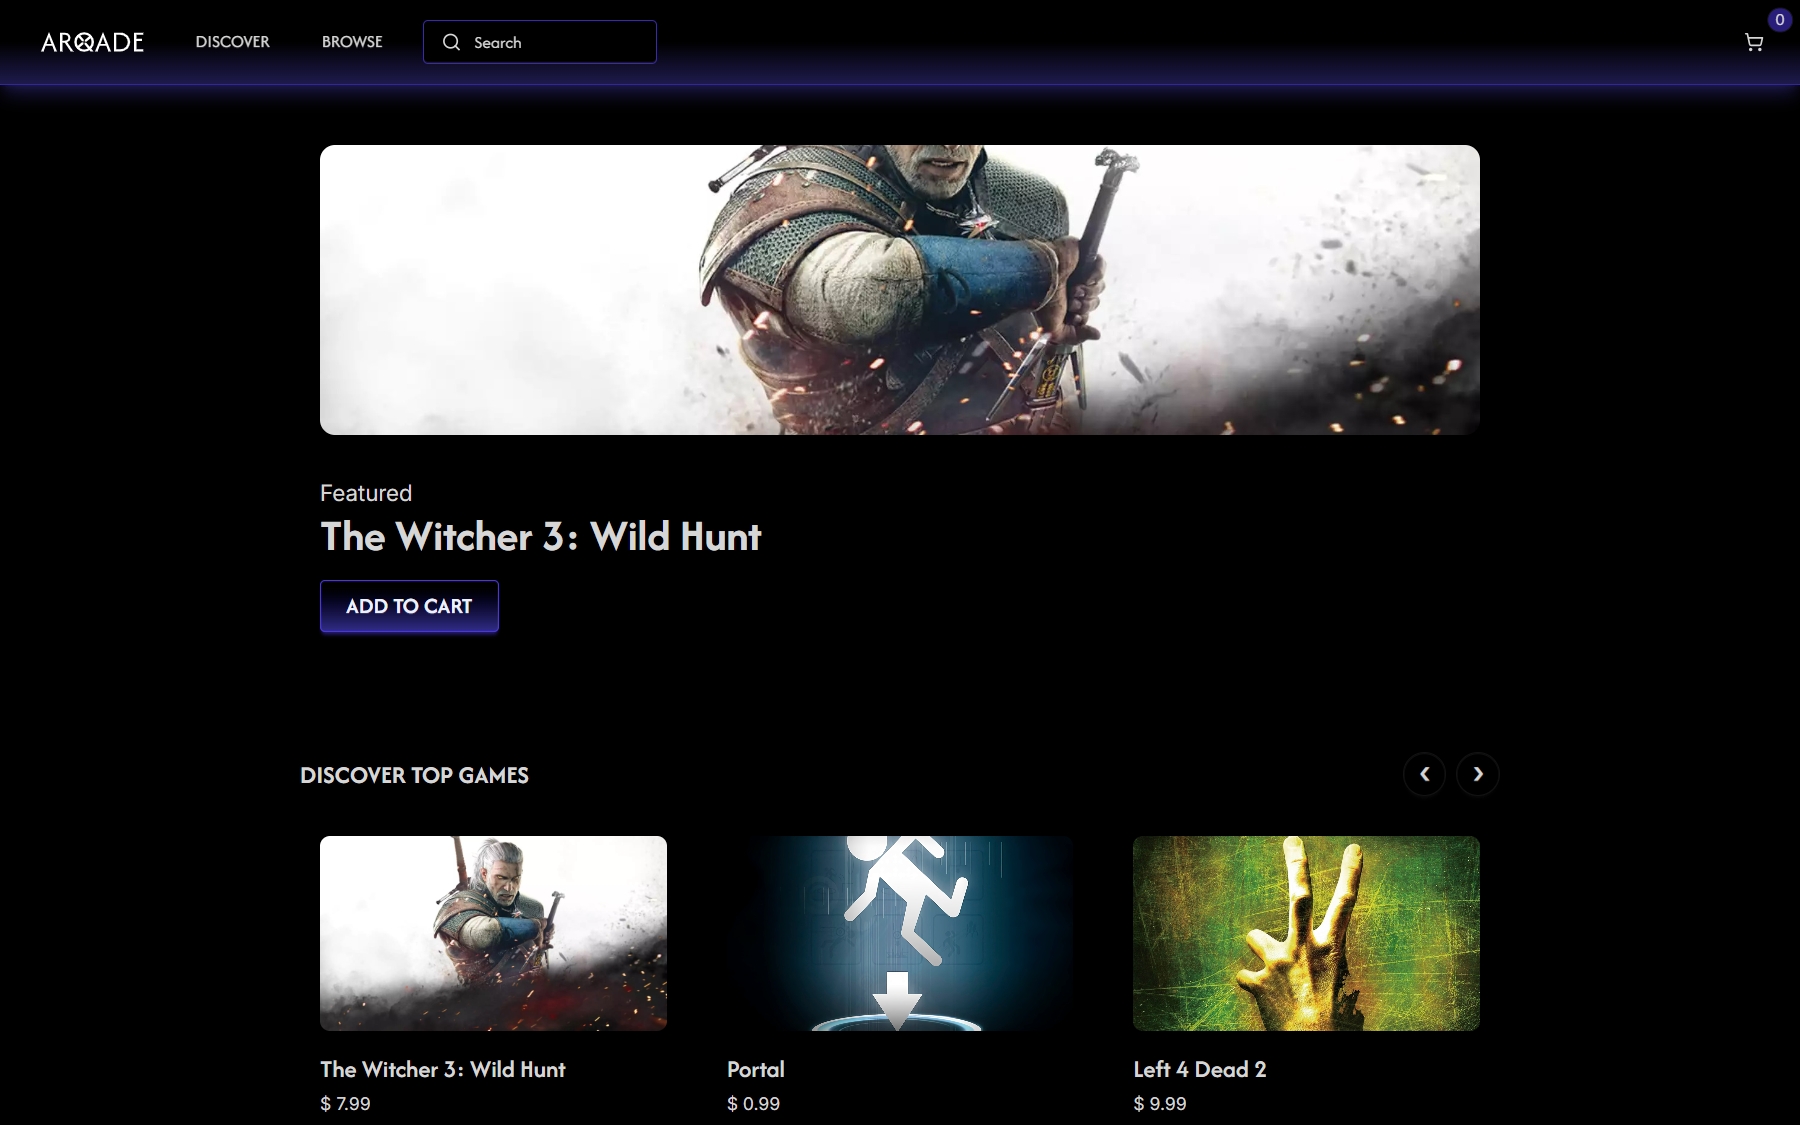 ARQADE
DISCOVER
BROWSE
Search
0
Featured
The Witcher 3: Wild Hunt
ADD TO CART
DISCOVER TOP GAMES
The Witcher 3: Wild Hunt
Portal
Left 4 Dead 2
$ 7.99
$ 0.99
$ 9.99